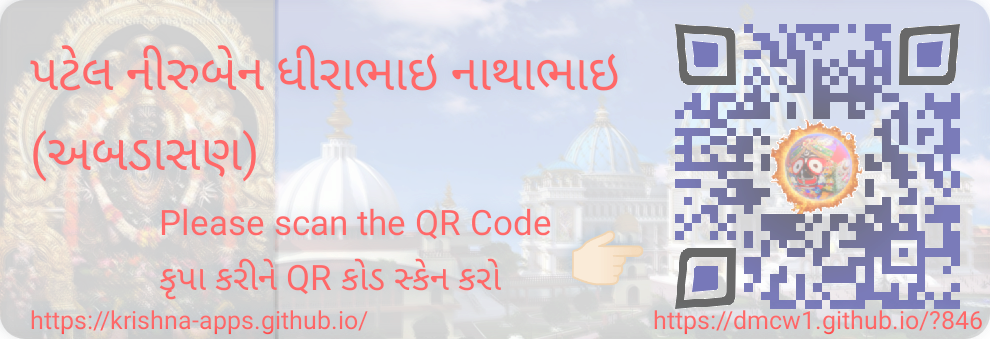 પટેલ નીરુબેન ધીરાભાઇ નાથાભાઇ
(અબડાસણ)
Please scan the QR Code
કૃપા કરીને QR કોડ સ્કેન કરો
https://krishna-apps.github.io/
https://dmcw1.github.io/?846